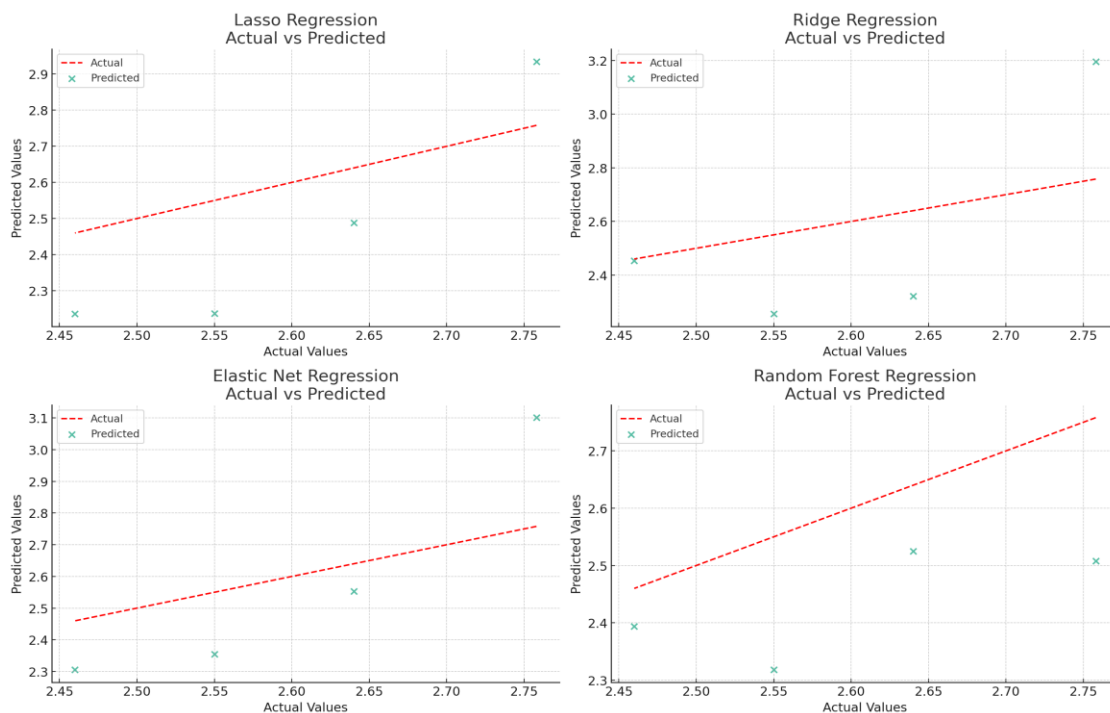 Lasso Regression
Actual vs Predicted
Actual
Predicted
Predicted Values
2.9
2.8
2.7
2.6
2.5
2.4
2.3
2.45 2.50 2.55 2.60 2.65 2.70 2.75
Actual Values
Ridge Regression
Actual vs Predicted
Actual
Predicted
Predicted Values
3.2
3.0
2.8
2.6
2.4
2.45 2.50 2.55 2.60 2.65 2.70 2.75
Actual Values
Elastic Net Regression
Actual vs Predicted
Actual
Predicted
Predicted Values
3.1
3.0
2.9
2.8
2.7
2.6
2.5
2.4
2.3
2.45 2.50 2.55 2.60 2.65 2.70 2.75
Actual Values
Random Forest Regression
Actual vs Predicted
Actual
Predicted
Predicted Values
2.7
2.6
2.5
2.4
2.3
2.45 2.50 2.55 2.60 2.65 2.70 2.75
Actual Values